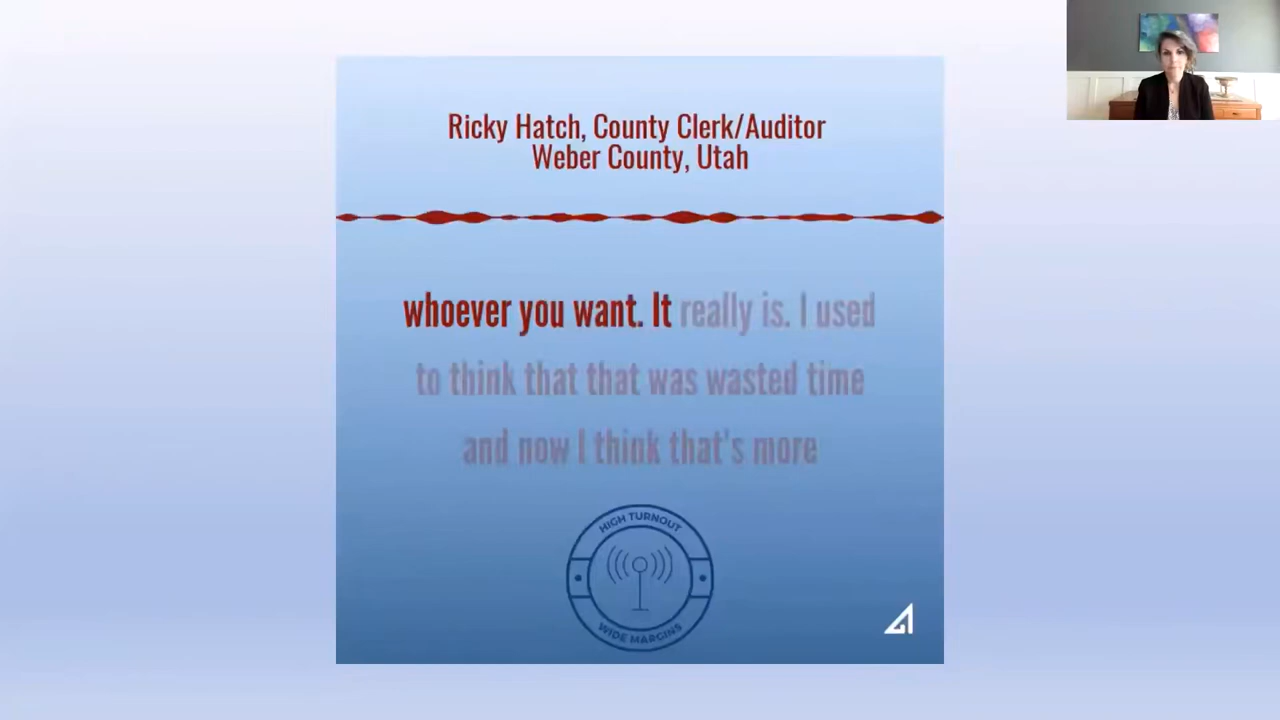 Ricky Hatch, County Clerk/Auditor
Weber County, Utah
whoever you want. It really is. I used
to think that that was wasted time
and now I think that's more
HIGH TURNOUT
WIDE MARGINS